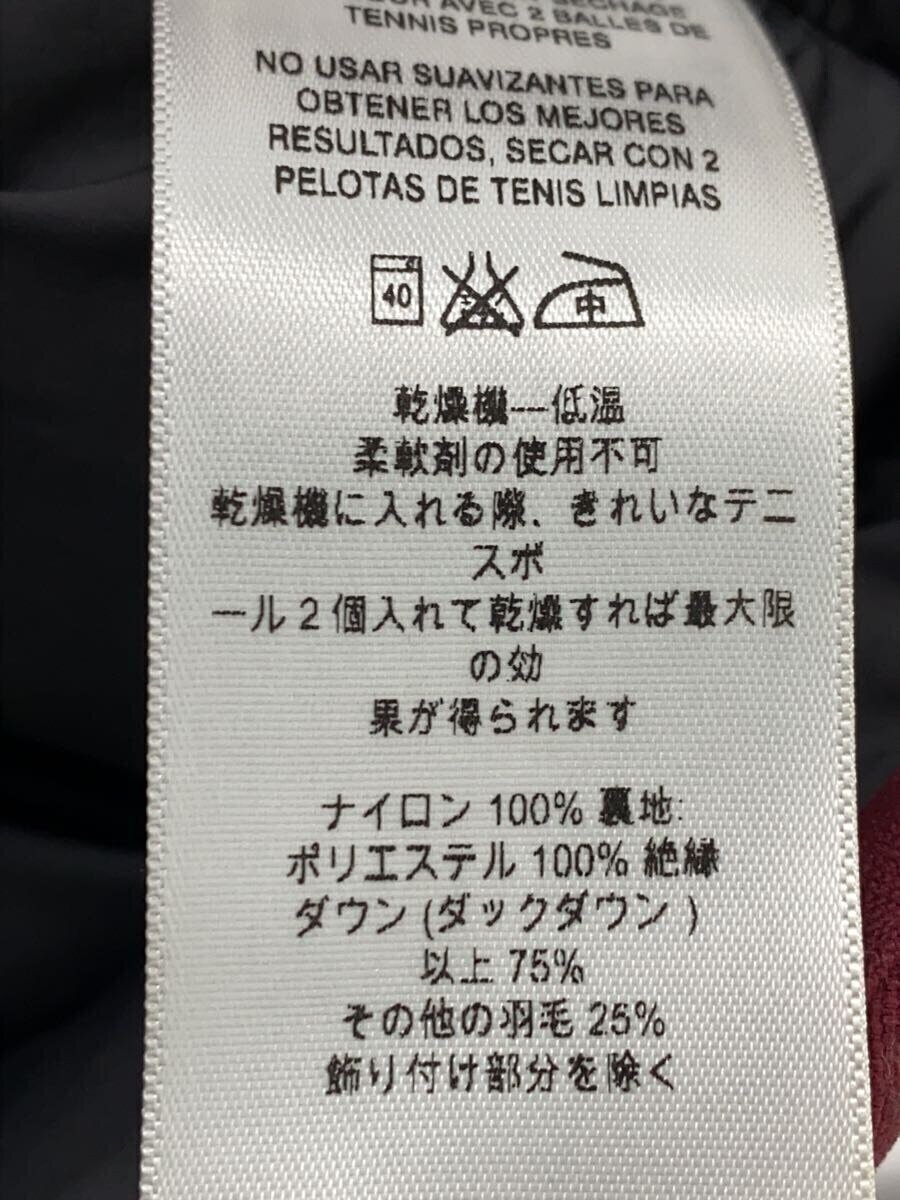 SECHAGE
AVEC 2 BALLES DE
TENNIS PROPRES
NO USAR SUAVIZANTES PARA
OBTENER LOS MEJORES
RESULTADOS, SECAR CON 2
PELOTAS DE TENIS LIMPIAS
40 中
乾燥機---低温
柔軟剤の使用不可
乾燥機に入れる際、きれいなテニ
スボ
ール2個入れて乾燥すれば最大限
の効
果が得られます
ナイロン 100% 裏地:
ポリエステル 100% 絶縁
ダウン (ダックダウン )
以上 75%
その他の羽毛 25%
飾り付け部分を除く